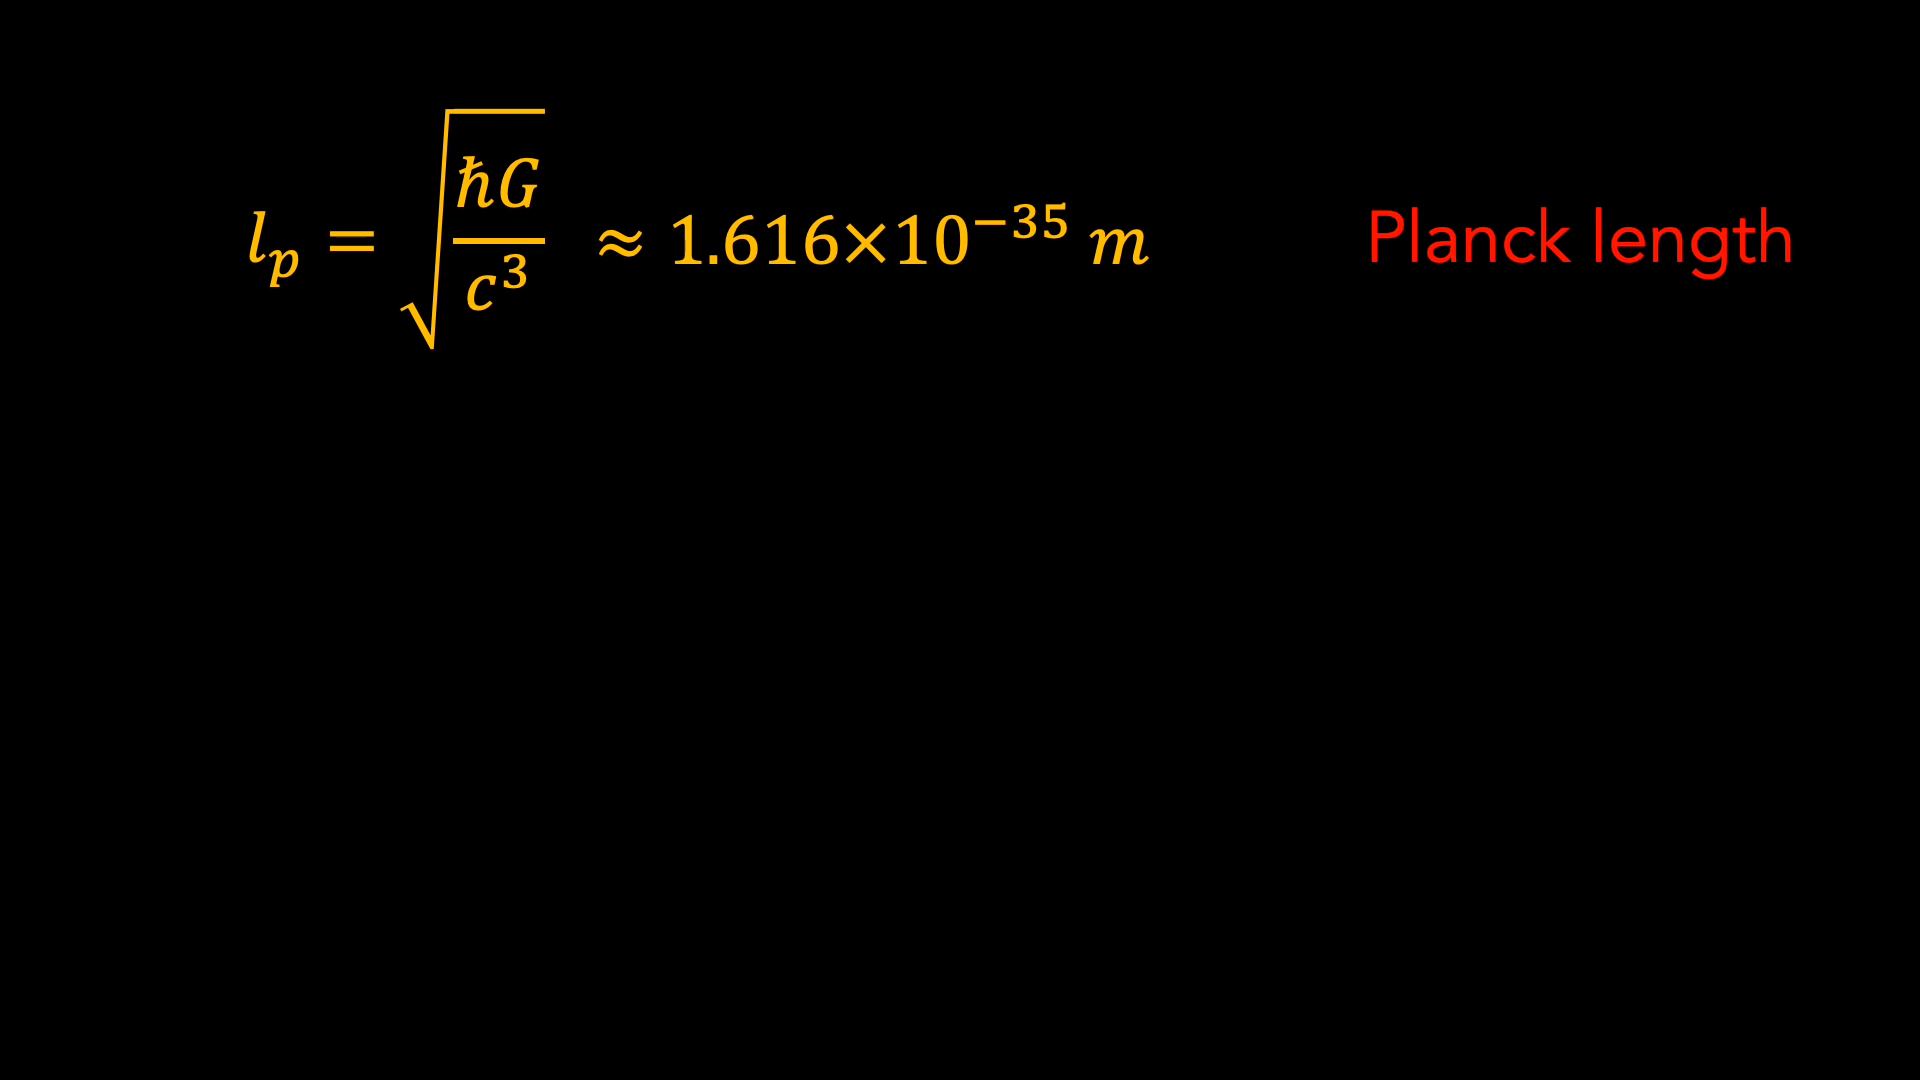 l_p = √(ħG/c³) ≈ 1.616×10⁻³⁵ m Planck length